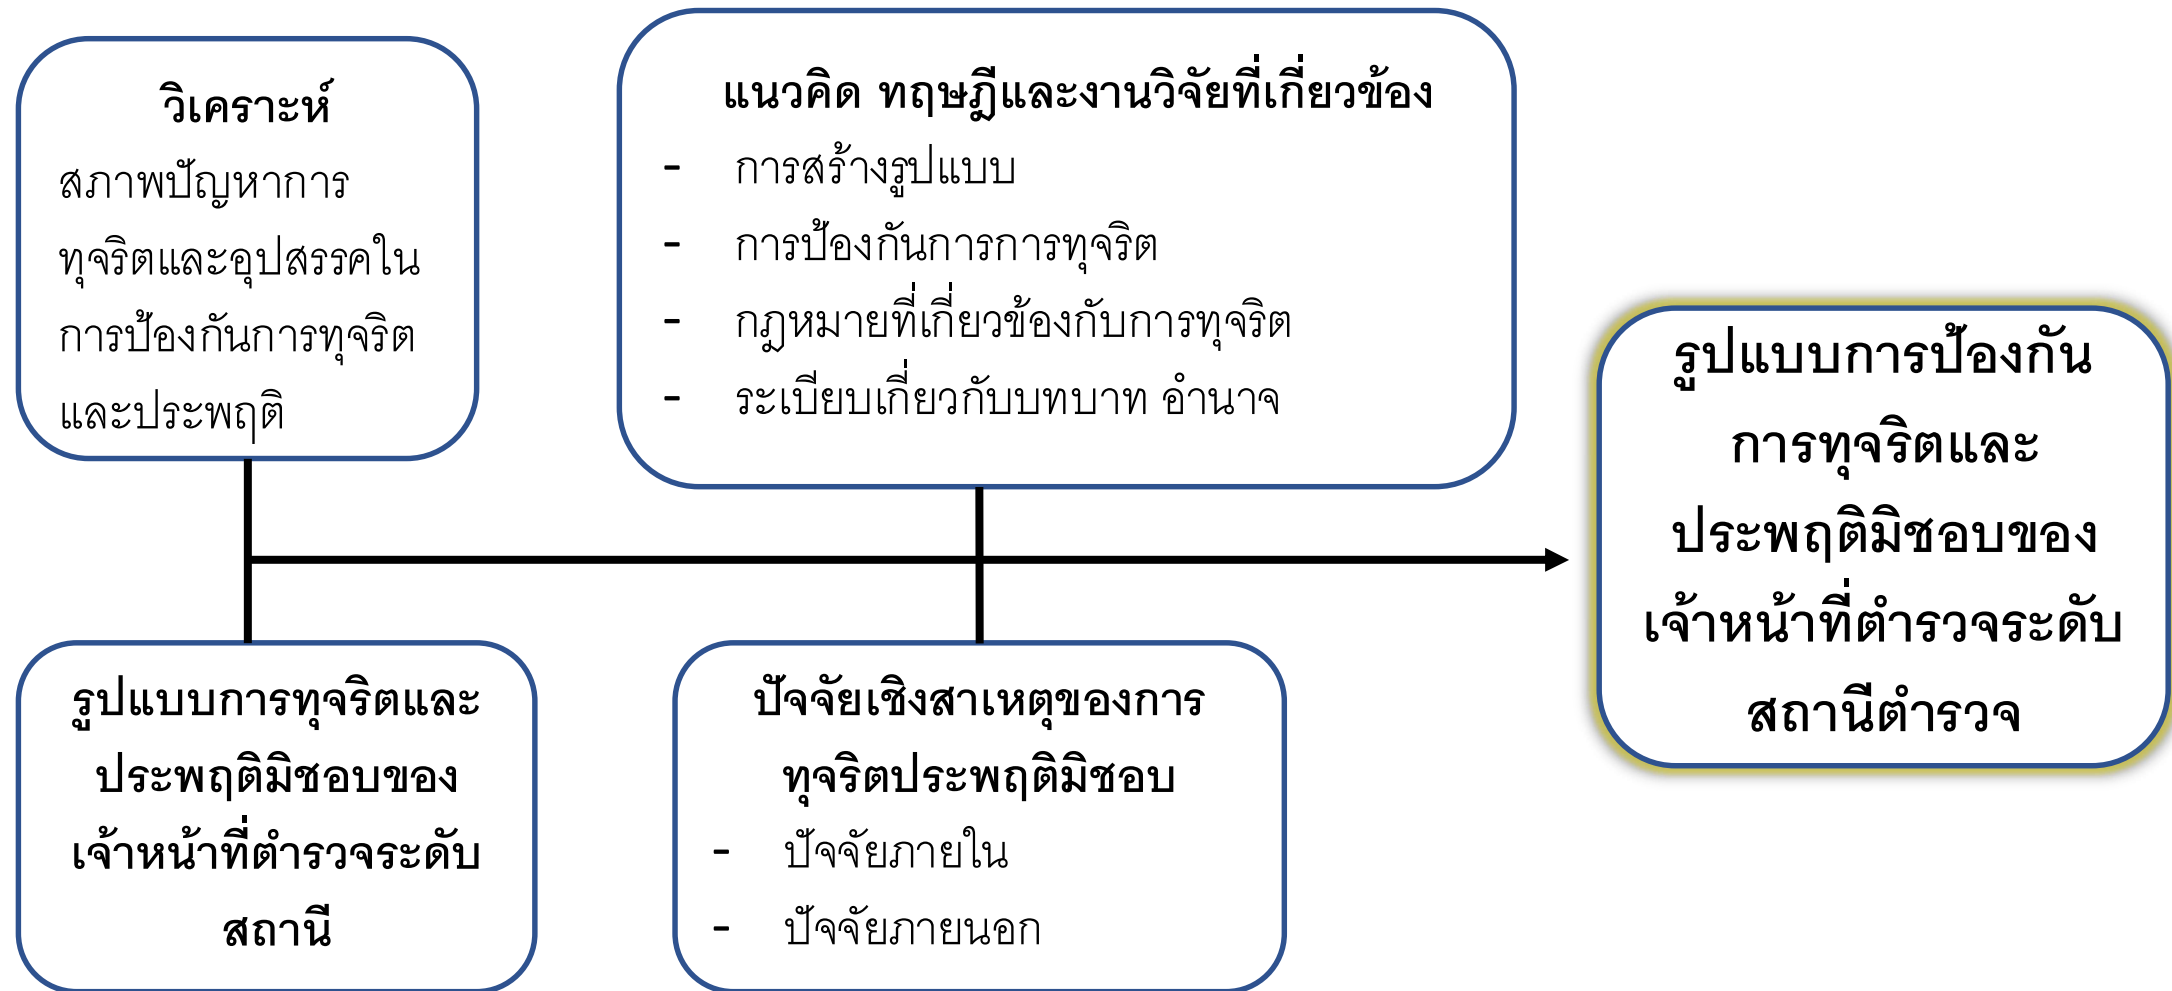 วิเคราะห์
สภาพปัญหาการ
ทุจริตและอุปสรรคใน
การป้องกันการทุจริต
และประพฤติ
แนวคิด ทฤษฎีและงานวิจัยที่เกี่ยวข้อง
- การสร้างรูปแบบ
- การป้องกันการการทุจริต
- กฎหมายที่เกี่ยวข้องกับการทุจริต
- ระเบียบเกี่ยวกับบทบาท อำนาจ
รูปแบบการทุจริตและ
ประพฤติมิชอบของ
เจ้าหน้าที่ตำรวจระดับ
สถานี
ปัจจัยเชิงสาเหตุของการ
ทุจริตประพฤติมิชอบ
- ปัจจัยภายใน
- ปัจจัยภายนอก
รูปแบบการป้องกัน
การทุจริตและ
ประพฤติมิชอบของ
เจ้าหน้าที่ตำรวจระดับ
สถานีตำรวจ